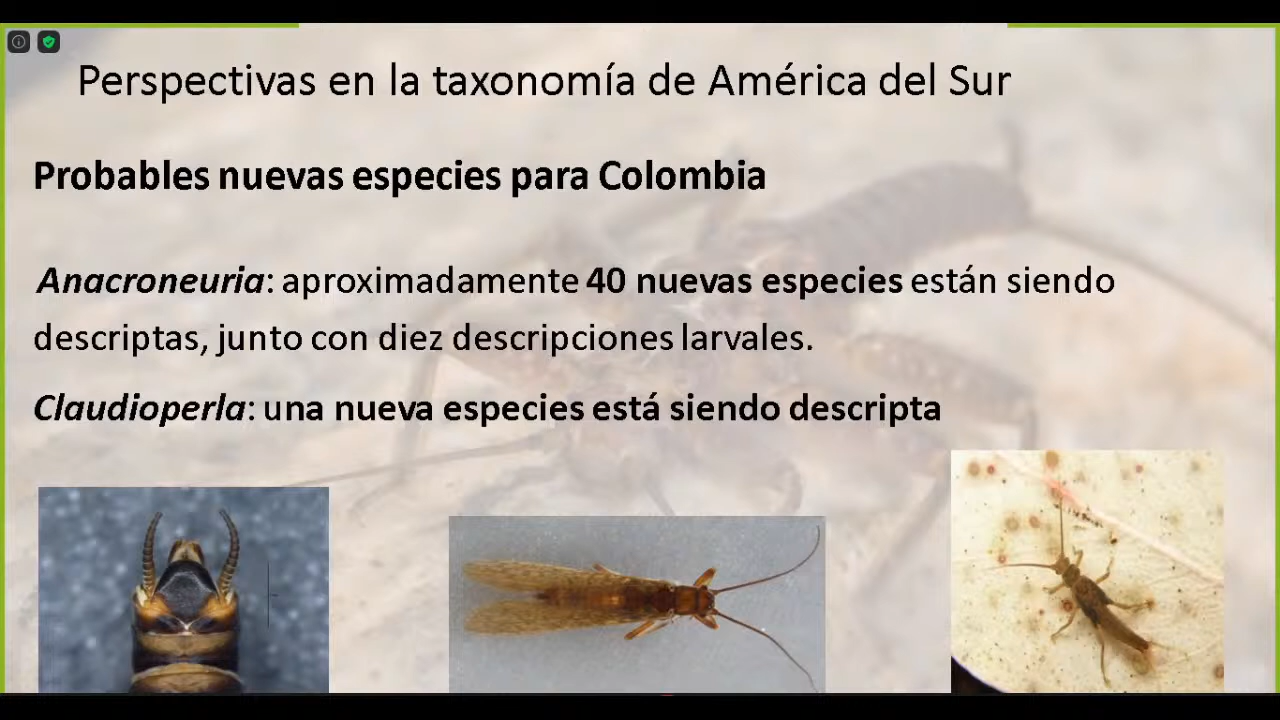 Perspectivas en la taxonomía de América del Sur
Probables nuevas especies para Colombia
Anacroneuria: aproximadamente 40 nuevas especies están siendo
descriptas, junto con diez descripciones larvales.
Claudioperla: una nueva especies está siendo descripta